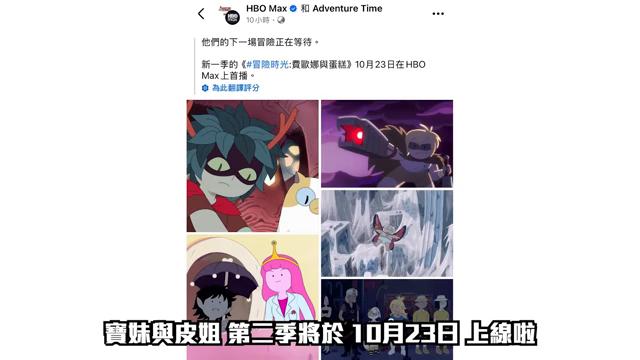 HBO Max 和 Adventure Time
10小時·
他們的下一場冒險正在等待。
新一季的《#冒險時光:費歐娜與蛋糕》10月23日在HBO
Max上首播。
為此翻譯評分
寶妹與皮姐 第二季將於 10月23日 上線啦